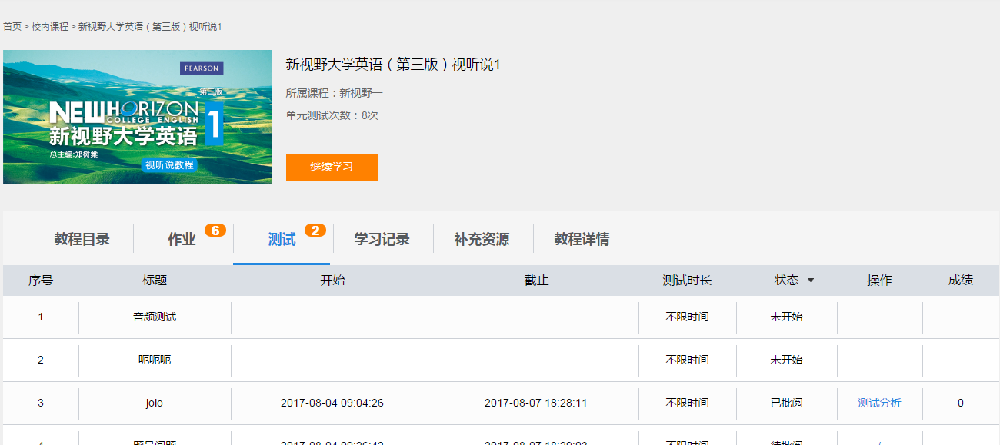 首页 > 校内课程 > 新视野大学英语（第三版）视听说1
PEARSON
第三版
NEW HORIZON
COLLEGE ENGLISH
1
新视野大学英语
总主编:郑树棠
视听说教程
新视野大学英语（第三版）视听说1
所属课程：新视野一
单元测试次数：8次
继续学习
教程目录 作业 6 测试 2 学习记录 补充资源 教程详情
序号 标题 开始 截止 测试时长 状态 操作 成绩
1 音频测试 不限时间 未开始
2 呃呃呃 不限时间 未开始
3 joio 2017-08-04 09:04:26 2017-08-07 18:28:11 不限时间 已批阅 测试分析 0